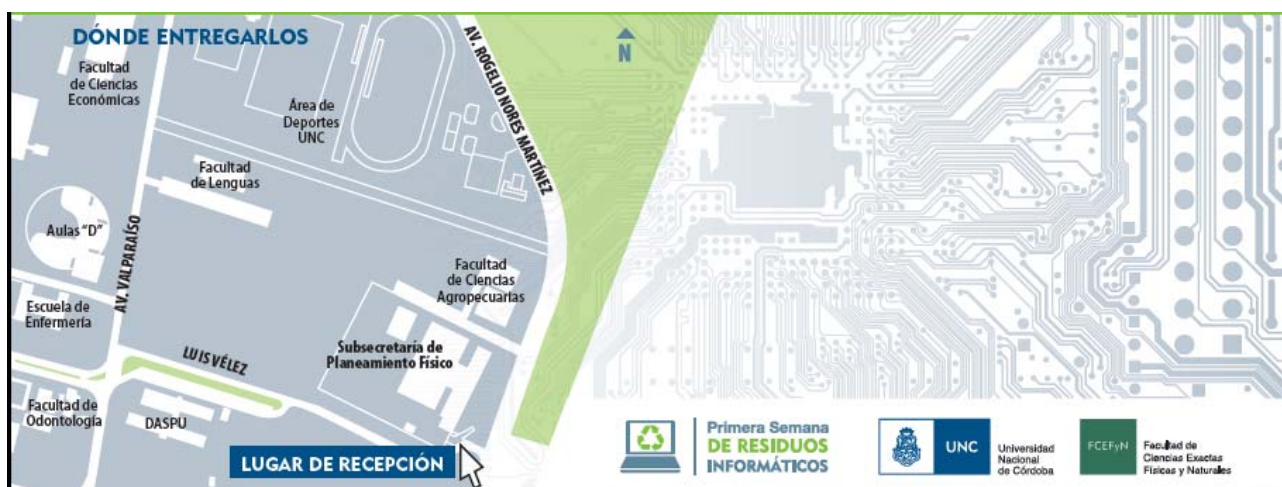 DÓNDE ENTREGARLOS
Facultad
de Ciencias
Económicas
Área de
Deportes
UNC
AV. ROGELIO NORES MARTÍNEZ
N
Facultad
de Lenguas
Aulas "D"
AV. VALPARAÍSO
Facultad
de Ciencias
Agropecuarias
Escuela de
Enfermería
LUIS VÉLEZ
Subsecretaría de
Planeamiento Físico
Facultad de
Odontología
DASPU
LUGAR DE RECEPCIÓN
Primera Semana
DE RESIDUOS
INFORMÁTICOS
UNC
Universidad
Nacional
de Córdoba
FCEFyN
Facultad de
Ciencias Exactas
Físicas y Naturales